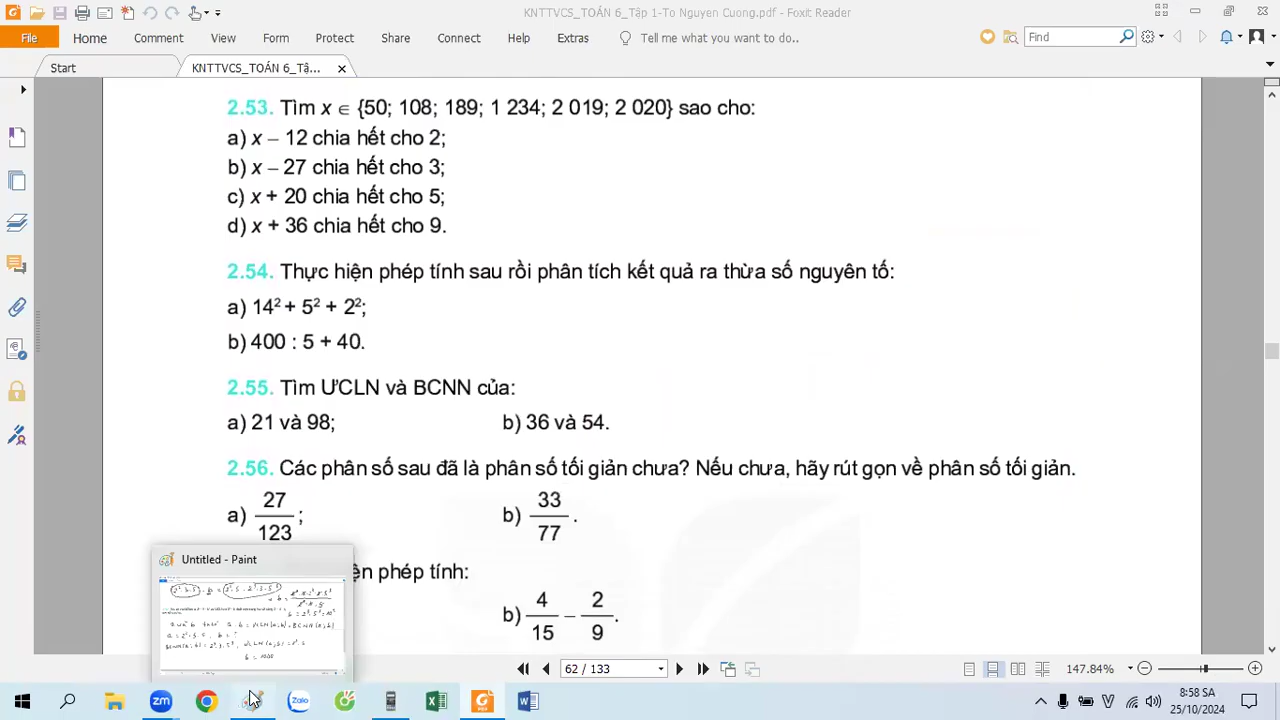 KNTTVCS_TOÁN 6_Tập 1-To Nguyen Cuong.pdf - Foxit Reader
File Home Comment View Form Protect Share Connect Help Extras Tell me what you want to do.. Find
Start KNTTVCS_TOÁN 6_Tậ...
2.53. Tìm x ∈ {50; 108; 189; 1 234; 2 019; 2 020} sao cho:
a) x – 12 chia hết cho 2;
b) x – 27 chia hết cho 3;
c) x + 20 chia hết cho 5;
d) x + 36 chia hết cho 9.
2.54. Thực hiện phép tính sau rồi phân tích kết quả ra thừa số nguyên tố:
a) 14² + 5² + 2²;
b) 400 : 5 + 40.
2.55. Tìm ƯCLN và BCNN của:
a) 21 và 98; b) 36 và 54.
2.56. Các phân số sau đã là phân số tối giản chưa? Nếu chưa, hãy rút gọn về phân số tối giản.
a) 27/123; b) 33/77.
Untitled - Paint
ện phép tính:
b) 4/15 – 2/9.
62 / 133 147.84%
zm Zalo
8:58 SA
25/10/2024